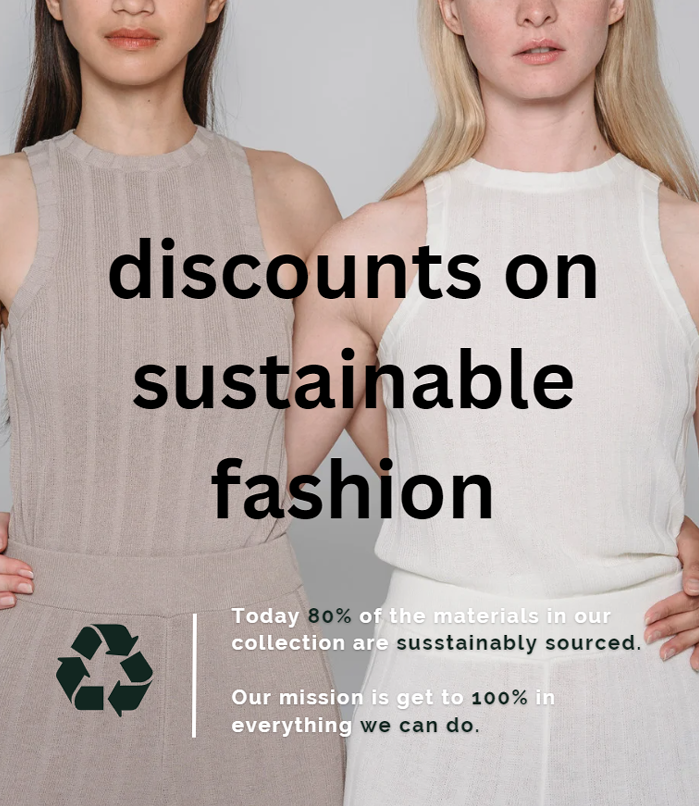 discounts on
sustainable
fashion
Today 80% of the materials in our
collection are susstainably sourced.
Our mission is get to 100% in
everything we can do.